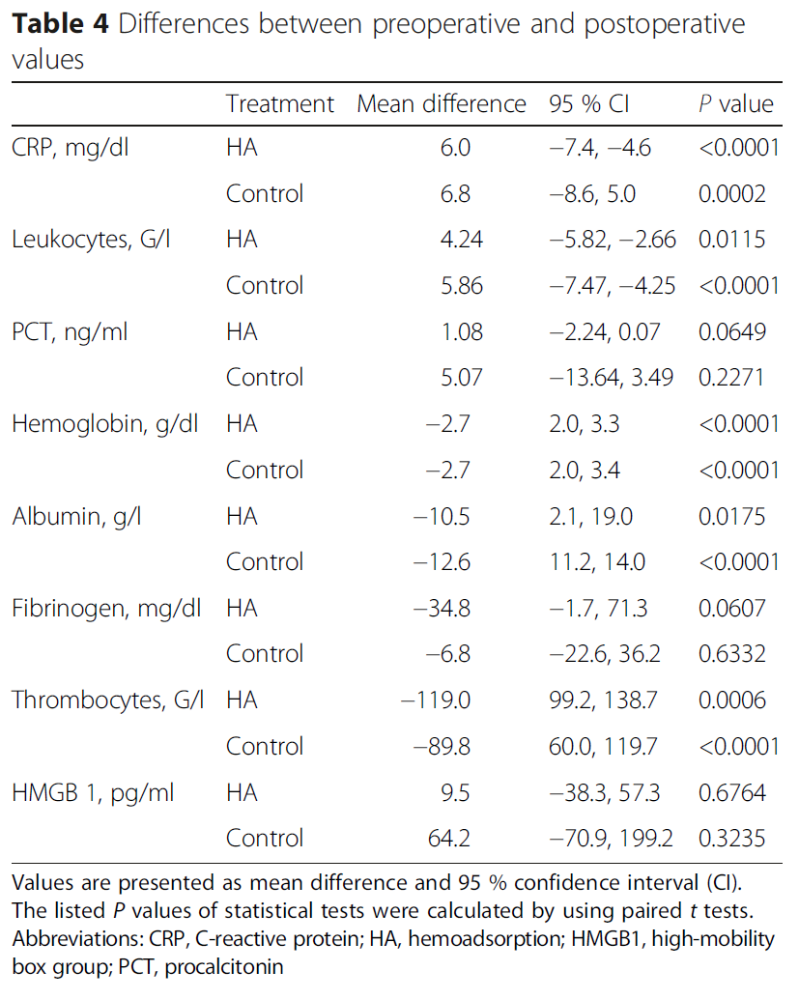 Table 4 Differences between preoperative and postoperative
values
Treatment Mean difference 95 % CI P value
CRP, mg/dl HA 6.0 −7.4, −4.6 <0.0001
Control 6.8 −8.6, 5.0 0.0002
Leukocytes, G/l HA 4.24 −5.82, −2.66 0.0115
Control 5.86 −7.47, −4.25 <0.0001
PCT, ng/ml HA 1.08 −2.24, 0.07 0.0649
Control 5.07 −13.64, 3.49 0.2271
Hemoglobin, g/dl HA −2.7 2.0, 3.3 <0.0001
Control −2.7 2.0, 3.4 <0.0001
Albumin, g/l HA −10.5 2.1, 19.0 0.0175
Control −12.6 11.2, 14.0 <0.0001
Fibrinogen, mg/dl HA −34.8 −1.7, 71.3 0.0607
Control −6.8 −22.6, 36.2 0.6332
Thrombocytes, G/l HA −119.0 99.2, 138.7 0.0006
Control −89.8 60.0, 119.7 <0.0001
HMGB 1, pg/ml HA 9.5 −38.3, 57.3 0.6764
Control 64.2 −70.9, 199.2 0.3235
Values are presented as mean difference and 95 % confidence interval (CI).
The listed P values of statistical tests were calculated by using paired t tests.
Abbreviations: CRP, C-reactive protein; HA, hemoadsorption; HMGB1, high-mobility
box group; PCT, procalcitonin